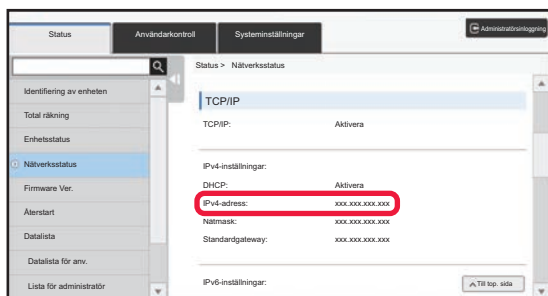 Status
Användarkontroll
Systeminställningar
Administratörsinloggning
Status > Nätverksstatus
Identifiering av enheten
Total räkning
Enhetsstatus
Nätverksstatus
Firmware Ver.
Återstart
Datalista
Datalista för anv.
Lista för administratör
TCP/IP
TCP/IP: Aktivera
IPv4-inställningar:
DHCP: Aktivera
IPv4-adress: xxx.xxx.xxx.xxx
Nätmask: xxx.xxx.xxx.xxx
Standardgateway: xxx.xxx.xxx.xxx
IPv6-inställningar:
Till top. sida